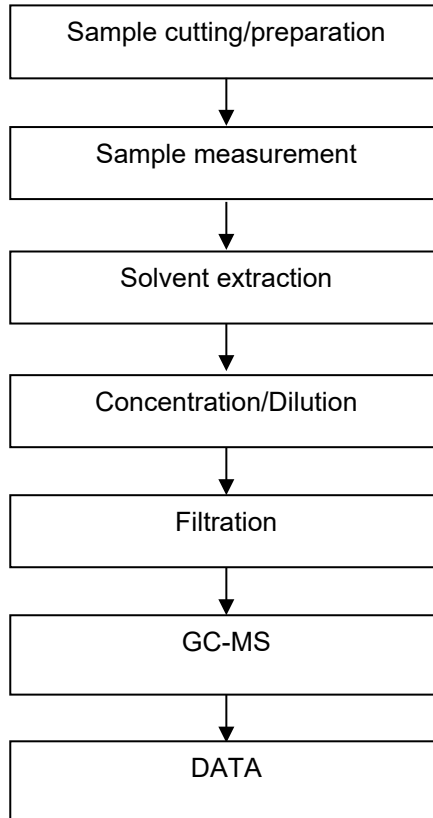 Sample cutting/preparation
Sample measurement
Solvent extraction
Concentration/Dilution
Filtration
GC-MS
DATA